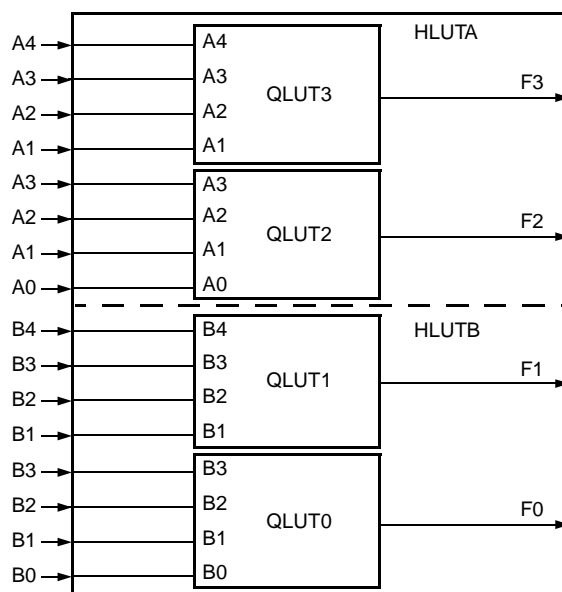 HLUTA
A4 A4
A3 A3
A2 QLUT3 F3
A2
A1 A1
A3 A3
A2 A2
QLUT2 F2
A1 A1
A0 A0
HLUTB
B4 B4
B3 B3
QLUT1 F1
B2 B2
B1 B1
B3 B3
B2 B2
QLUT0 F0
B1 B1
B0 B0